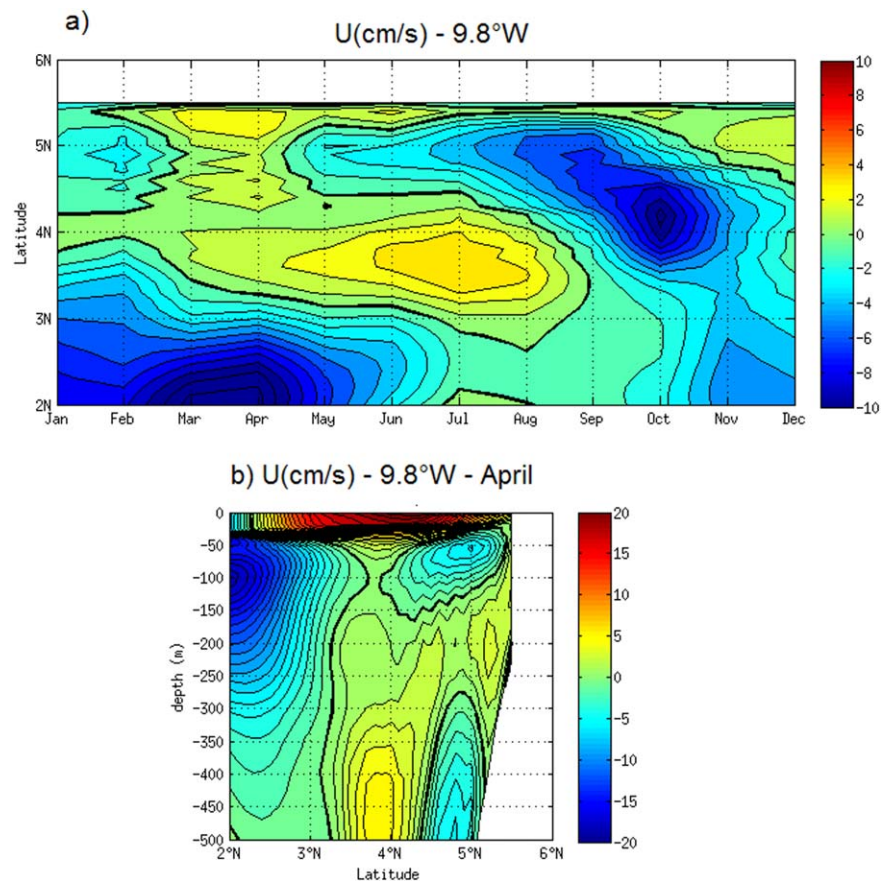 a)
U(cm/s) - 9.8°W
6N
5N
4N
3N
2N
Latitude
Jan Feb Mar Apr May Jun Jul Aug Sep Oct Nov Dec
10
8
6
4
2
0
-2
-4
-6
-8
-10
b) U(cm/s) - 9.8°W - April
0
-50
-100
-150
-200
-250
-300
-350
-400
-450
-500
depth (m)
2°N 3°N 4°N 5°N 6°N
Latitude
20
15
10
5
0
-5
-10
-15
-20